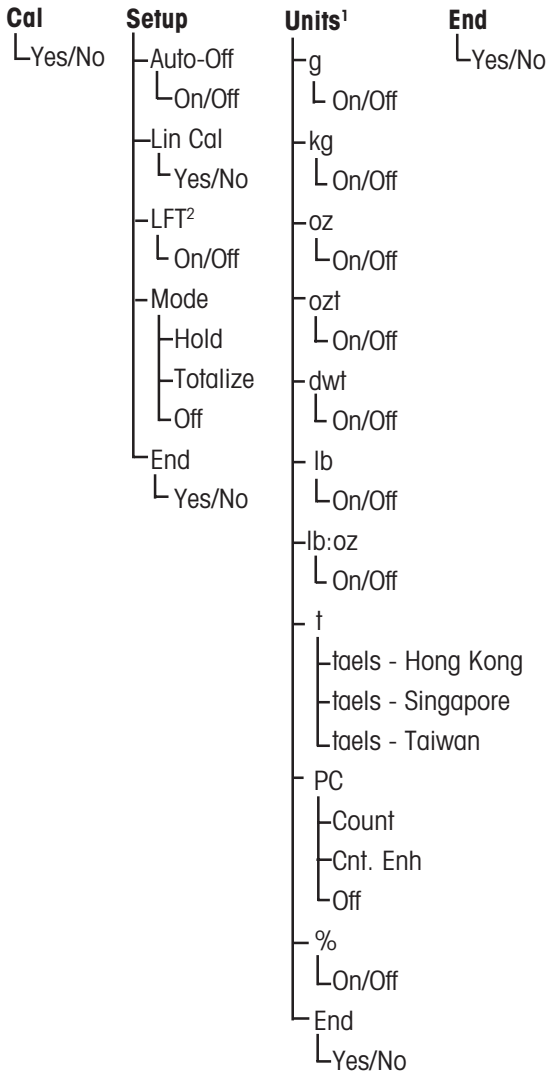 Cal
Yes/No
Setup
Auto-Off
On/Off
Lin Cal
Yes/No
LFT²
On/Off
Mode
Hold
Totalize
Off
End
Yes/No
Units¹
g
On/Off
kg
On/Off
oz
On/Off
ozt
On/Off
dwt
On/Off
lb
On/Off
lb:oz
On/Off
t
taels - Hong Kong
taels - Singapore
taels - Taiwan
PC
Count
Cnt. Enh
Off
%
On/Off
End
Yes/No
End
Yes/No